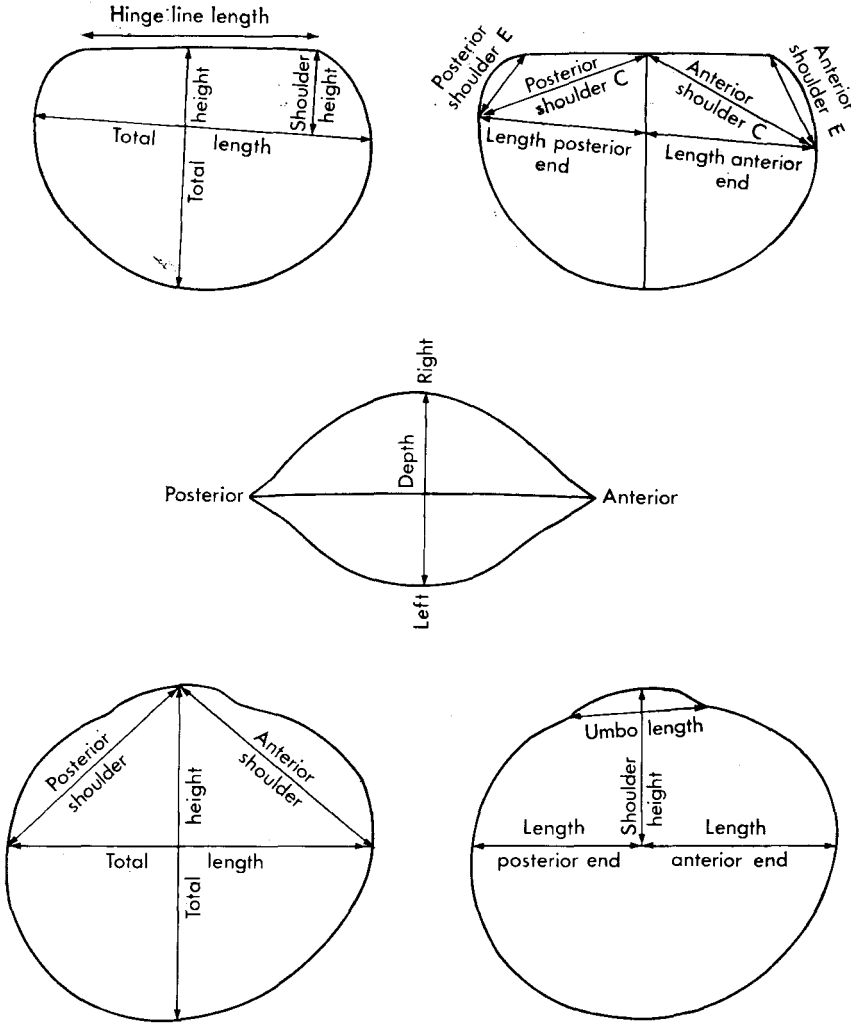 Hinge line length
Total height
Shoulder height
Total length
Posterior shoulder E
Posterior shoulder C
Anterior shoulder C
Anterior shoulder E
Length posterior end
Length anterior end
Right
Depth
Posterior
Anterior
Left
Posterior shoulder
Anterior shoulder
Total height
Total length
Umbo length
Shoulder height
Length posterior end
Length anterior end